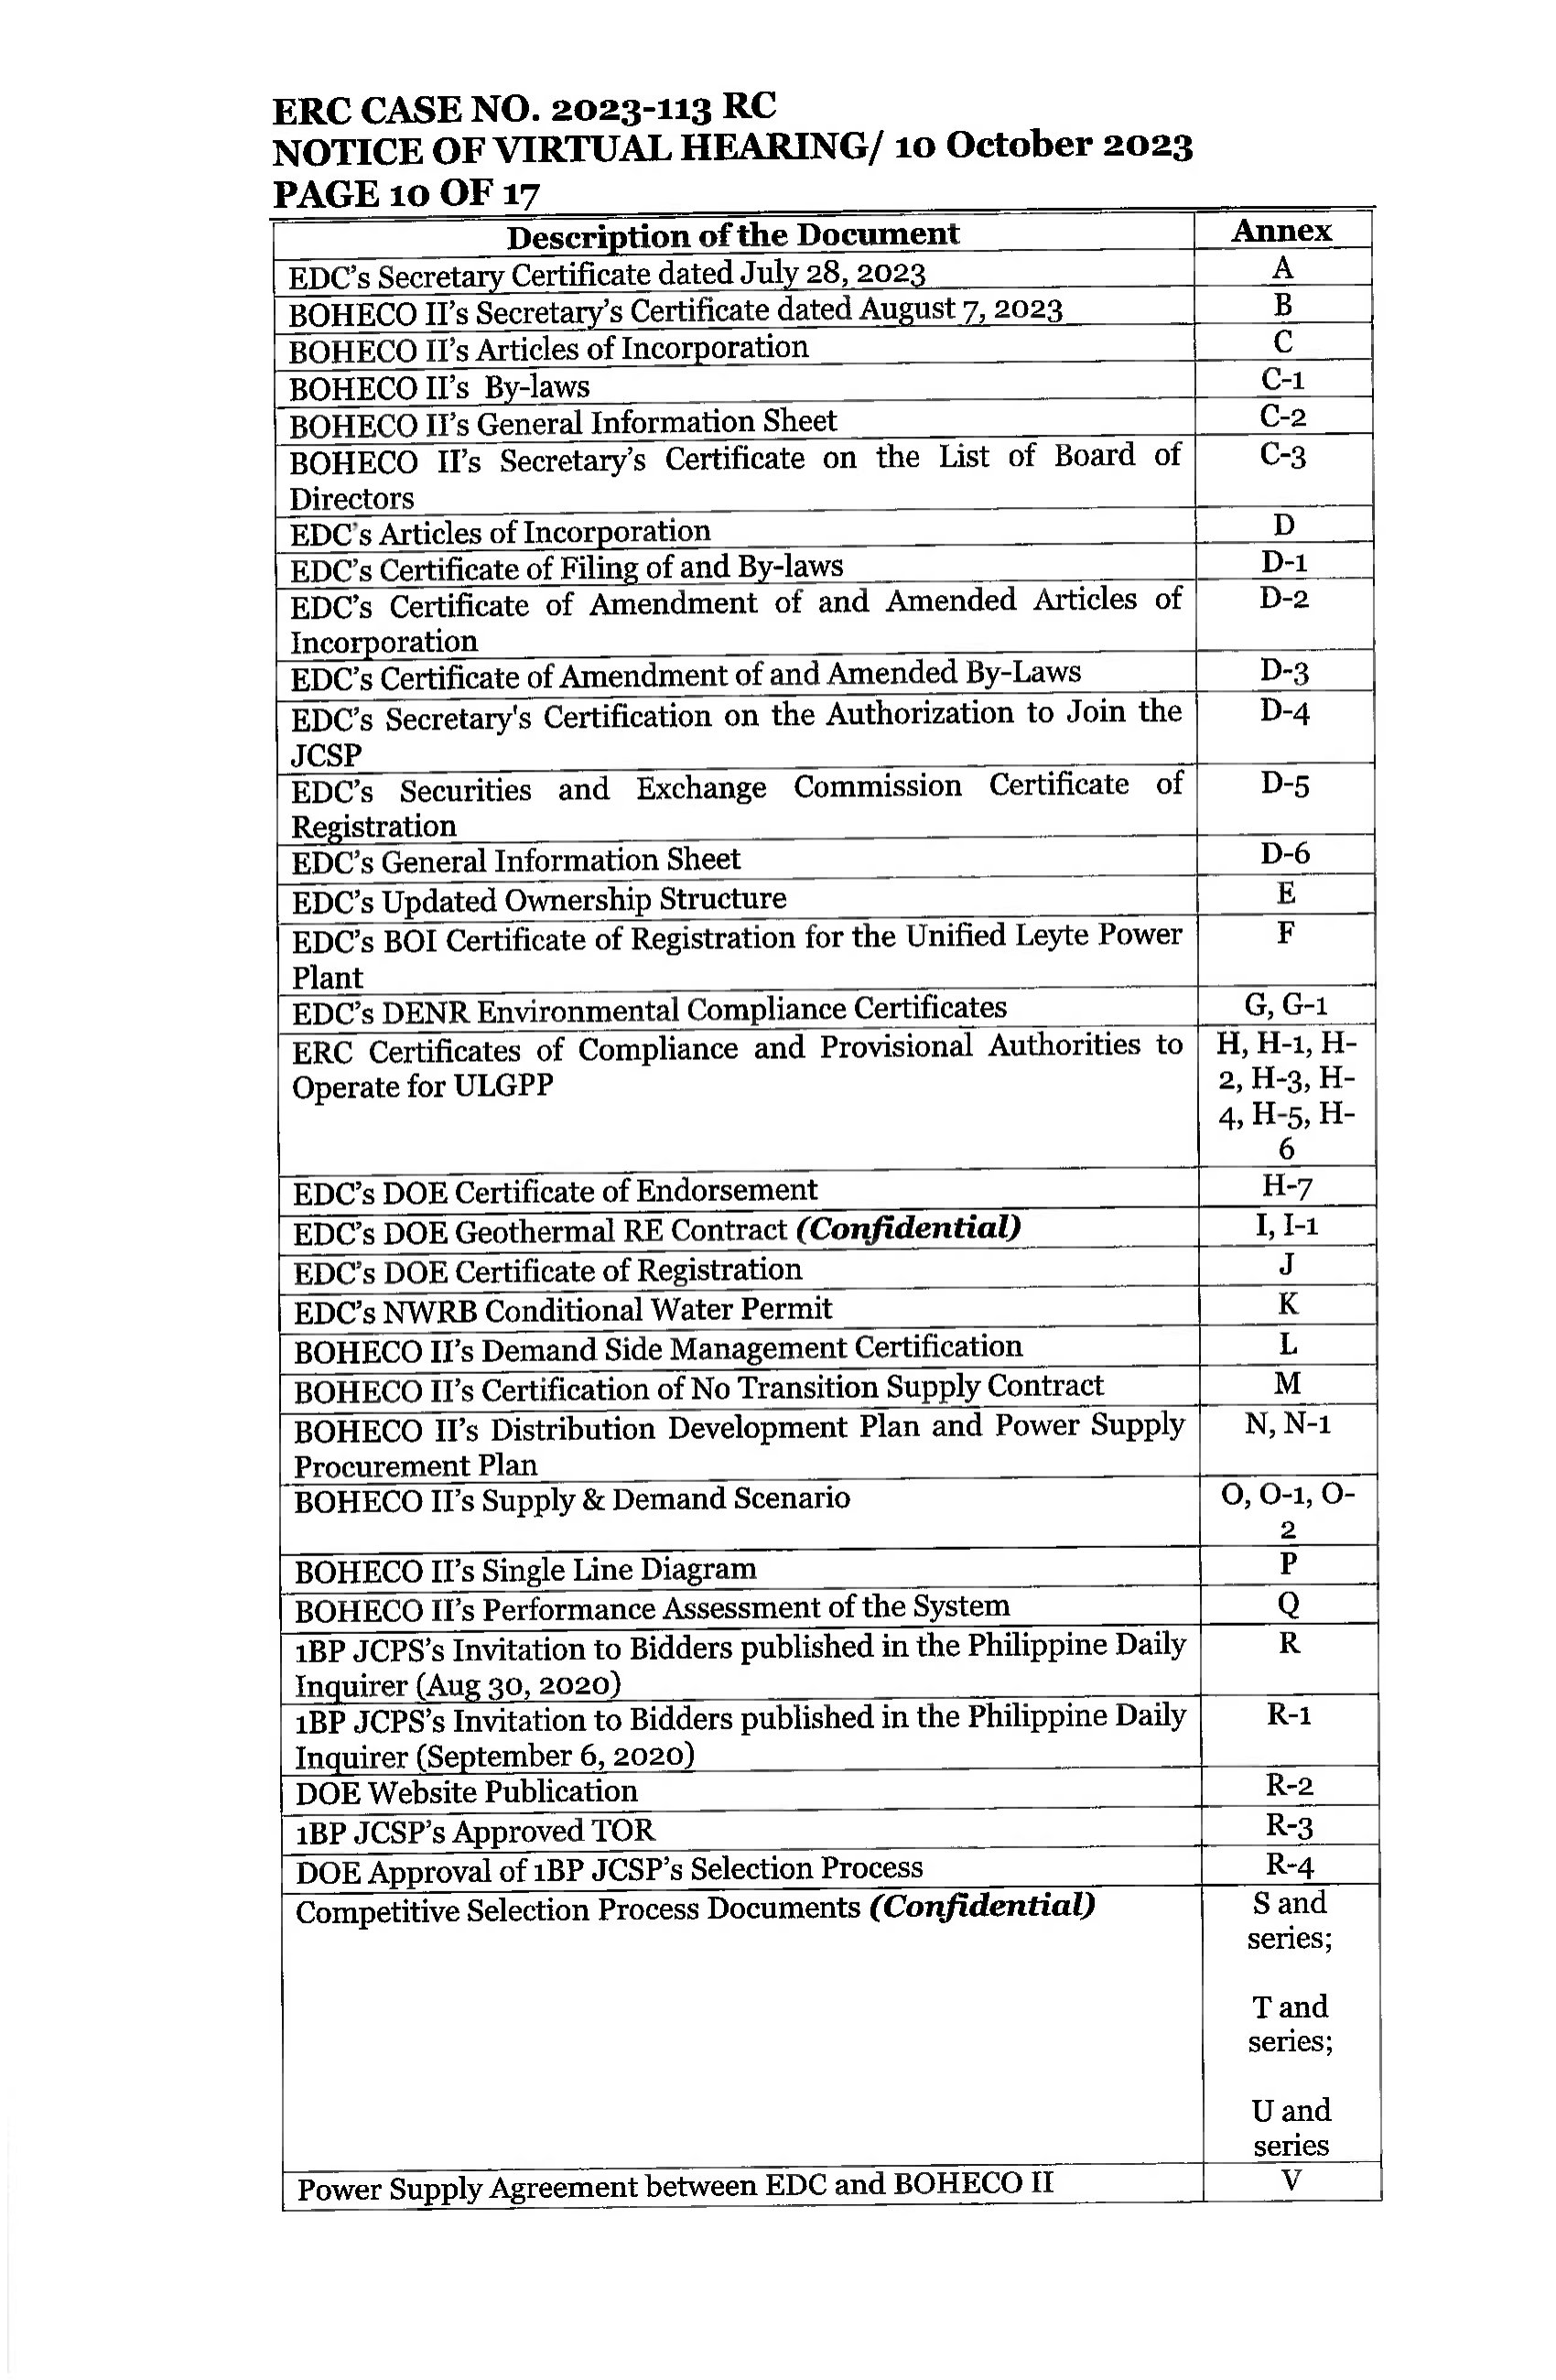 ERC CASE NO. 2023-113 RC
NOTICE OF VIRTUAL HEARING/ 10 October 2023
PAGE 10 OF 17
Description of the Document Annex
EDC's Secretary Certificate dated July 28, 2023 A
BOHECO II's Secretary's Certificate dated August 7, 2023 B
BOHECO II's Articles of Incorporation C
BOHECO II's By-laws C-1
BOHECO II's General Information Sheet C-2
BOHECO II's Secretary's Certificate on the List of Board of C-3
Directors
EDC's Articles of Incorporation D
EDC's Certificate of Filing of and By-laws D-1
EDC's Certificate of Amendment of and Amended Articles of D-2
Incorporation
EDC's Certificate of Amendment of and Amended By-Laws D-3
EDC's Secretary's Certification on the Authorization to Join the D-4
JCSP
EDC's Securities and Exchange Commission Certificate of D-5
Registration
EDC's General Information Sheet D-6
EDC's Updated Ownership Structure E
EDC's BOI Certificate of Registration for the Unified Leyte Power F
Plant
EDC's DENR Environmental Compliance Certificates G, G-1
ERC Certificates of Compliance and Provisional Authorities to H, H-1, H-
Operate for ULGPP 2, H-3, H-
4, H-5, H-
6
EDC's DOE Certificate of Endorsement H-7
EDC's DOE Geothermal RE Contract (Confidential) I, I-1
EDC's DOE Certificate of Registration J
EDC's NWRB Conditional Water Permit K
BOHECO II's Demand Side Management Certification L
BOHECO II's Certification of No Transition Supply Contract M
BOHECO II's Distribution Development Plan and Power Supply N, N-1
Procurement Plan
BOHECO II's Supply & Demand Scenario O, O-1, O-
2
BOHECO II's Single Line Diagram P
BOHECO II's Performance Assessment of the System Q
1BP JCPS's Invitation to Bidders published in the Philippine Daily R
Inquirer (Aug 30, 2020)
1BP JCPS's Invitation to Bidders published in the Philippine Daily R-1
Inquirer (September 6, 2020)
DOE Website Publication R-2
1BP JCSP's Approved TOR R-3
DOE Approval of 1BP JCSP's Selection Process R-4
Competitive Selection Process Documents (Confidential) S and
series;
T and
series;
U and
series
Power Supply Agreement between EDC and BOHECO II V